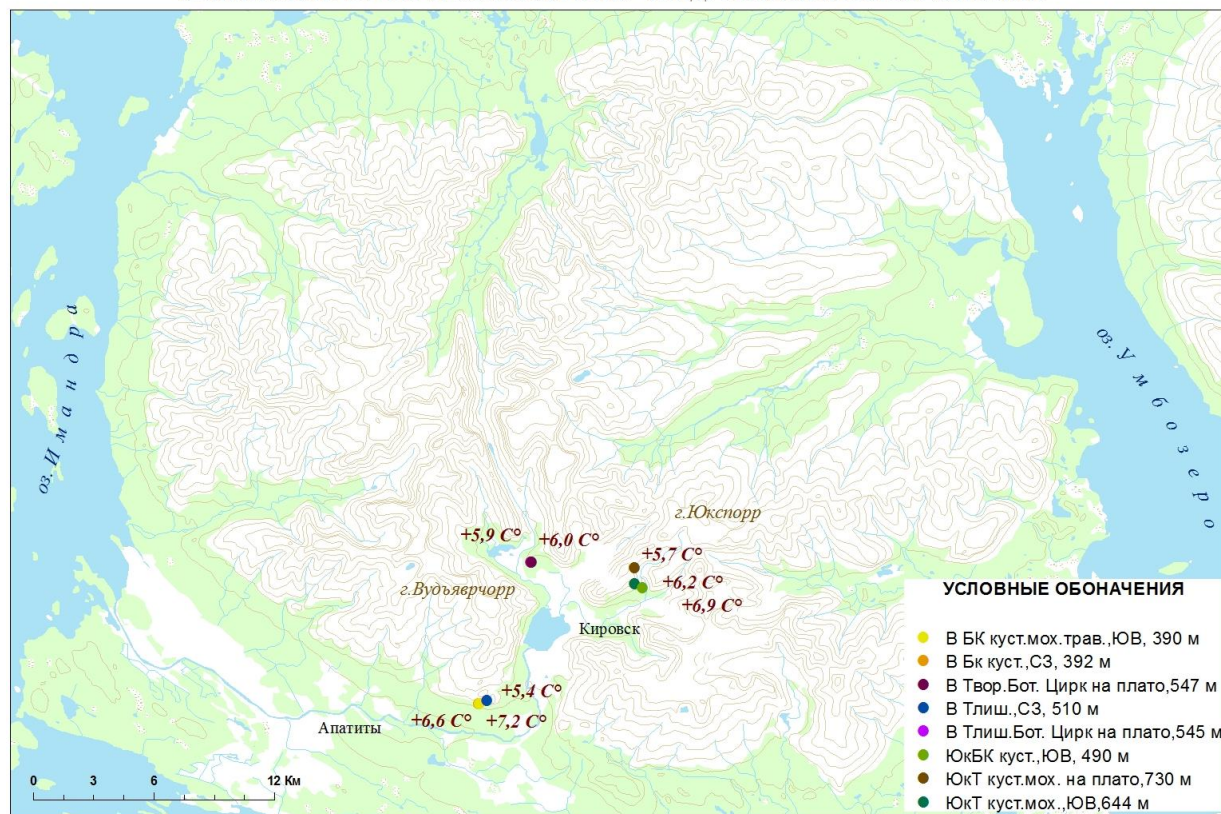 оз. Имандра
оз. Умбозеро
г.Юкспорр
+5,9 C° +6,0 C°
+5,7 C°
г.Вудъяврчорр
+6,2 C°
+6,9 C°
Кировск
+5,4 C°
+6,6 C° +7,2 C°
Апатиты
0 3 6 12 Км
УСЛОВНЫЕ ОБОНАЧЕНИЯ
В БК куст.мох.трав.,ЮВ, 390 м
В Бк куст.,СЗ, 392 м
В Твор.Бот. Цирк на плато,547 м
В Тлиш.,СЗ, 510 м
В Тлиш.Бот. Цирк на плато,545 м
ЮкБК куст.,ЮВ, 490 м
ЮкТ куст.мох. на плато,730 м
ЮкТ куст.мох.,ЮВ,644 м